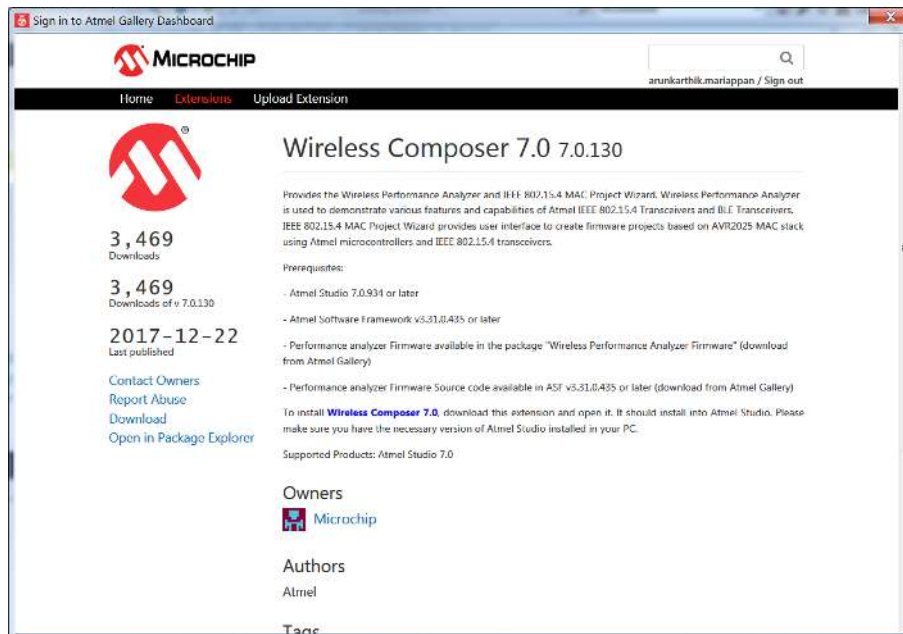 Sign in to Atmel Gallery Dashboard
MICROCHIP
arunkarthik.mariappan / Sign out
Home Extensions Upload Extension
Wireless Composer 7.0 7.0.130
3,469
Downloads
3,469
Downloads of v 7.0.130
2017-12-22
Last published
Contact Owners
Report Abuse
Download
Open in Package Explorer
Provides the Wireless Performance Analyzer and IEEE 802.15.4 MAC Project Wizard. Wireless Performance Analyzer
is used to demonstrate various features and capabilities of Atmel IEEE 802.15.4 Transceivers and BLE Transceivers.
IEEE 802.15.4 MAC Project Wizard provides user interface to create firmware projects based on AVR2025 MAC stack
using Atmel microcontrollers and IEEE 802.15.4 transceivers.
Prerequisites:
- Atmel Studio 7.0.934 or later
- Atmel Software Framework v3.31.0.435 or later
- Performance analyzer Firmware available in the package "Wireless Performance Analyzer Firmware" (download
from Atmel Gallery)
- Performance analyzer Firmware Source code available in ASF v3.31.0.435 or later (download from Atmel Gallery)
To install Wireless Composer 7.0, download this extension and open it. It should install into Atmel Studio. Please
make sure you have the necessary version of Atmel Studio installed in your PC.
Supported Products: Atmel Studio 7.0
Owners
Microchip
Authors
Atmel
Tags